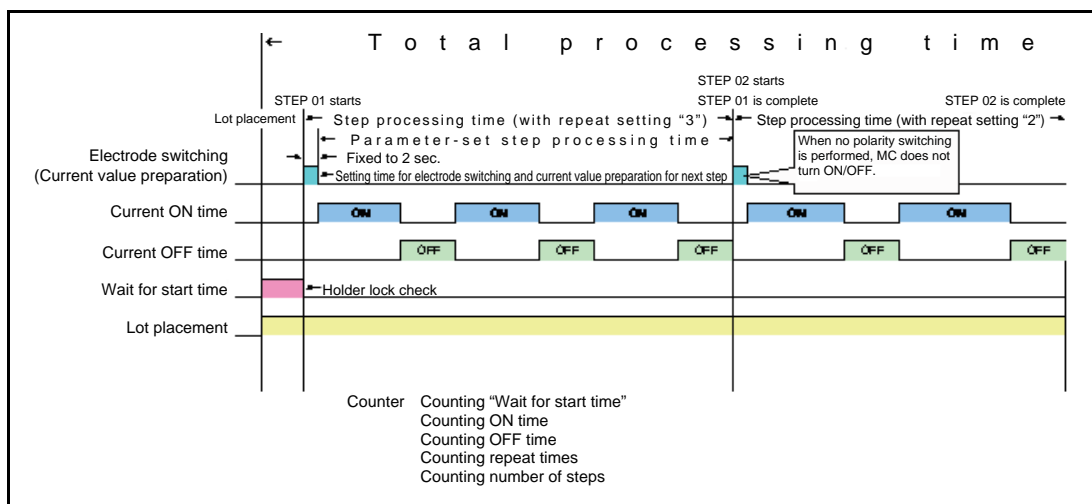 ← Total processing time
STEP 02 starts
STEP 01 starts
STEP 01 is complete
STEP 02 is complete
Lot placement
Step processing time (with repeat setting “3”)
Step processing time (with repeat setting “2”)
Parameter-set step processing time
When no polarity switching
is performed, MC does not
turn ON/OFF.
Electrode switching
(Current value preparation)
Fixed to 2 sec.
Setting time for electrode switching and current value preparation for next step
Current ON time
ON
ON
ON
ON
ON
Current OFF time
OFF
OFF
OFF
OFF
OFF
Wait for start time
Holder lock check
Lot placement
Counter Counting “Wait for start time”
Counting ON time
Counting OFF time
Counting repeat times
Counting number of steps